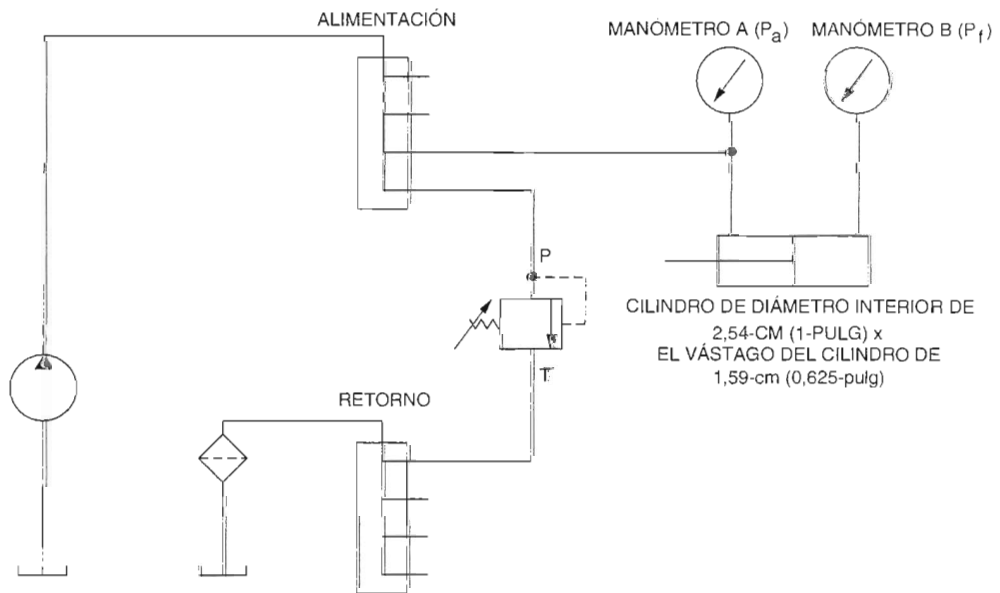 ALIMENTACIÓN
MANÓMETRO A (Pa)
MANÓMETRO B (Pf)
P
CILINDRO DE DIÁMETRO INTERIOR DE
2,54-CM (1-PULG) x
EL VÁSTAGO DEL CILINDRO DE
1,59-cm (0,625-pulg)
T
RETORNO